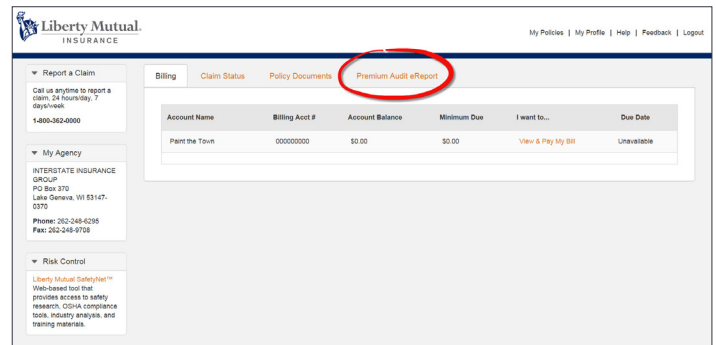 Liberty Mutual.
INSURANCE
My Policies | My Profile | Help | Feedback | Logout
Report a Claim
Call us anytime to report a
claim, 24 hours/day, 7
days/week
1-800-362-0000
My Agency
INTERSTATE INSURANCE
GROUP
PO Box 370
Lake Geneva, WI 53147-
0370
Phone: 262-248-6295
Fax: 262-248-9708
Risk Control
Liberty Mutual SafetyNet™
Web-based tool that
provides access to safety
research, OSHA compliance
tools, industry analysis, and
training materials.
Billing Claim Status Policy Documents Premium Audit eReport
Account Name Billing Acct # Account Balance Minimum Due I want to... Due Date
Paint the Town 000000000 $0.00 $0.00 View & Pay My Bill Unavailable